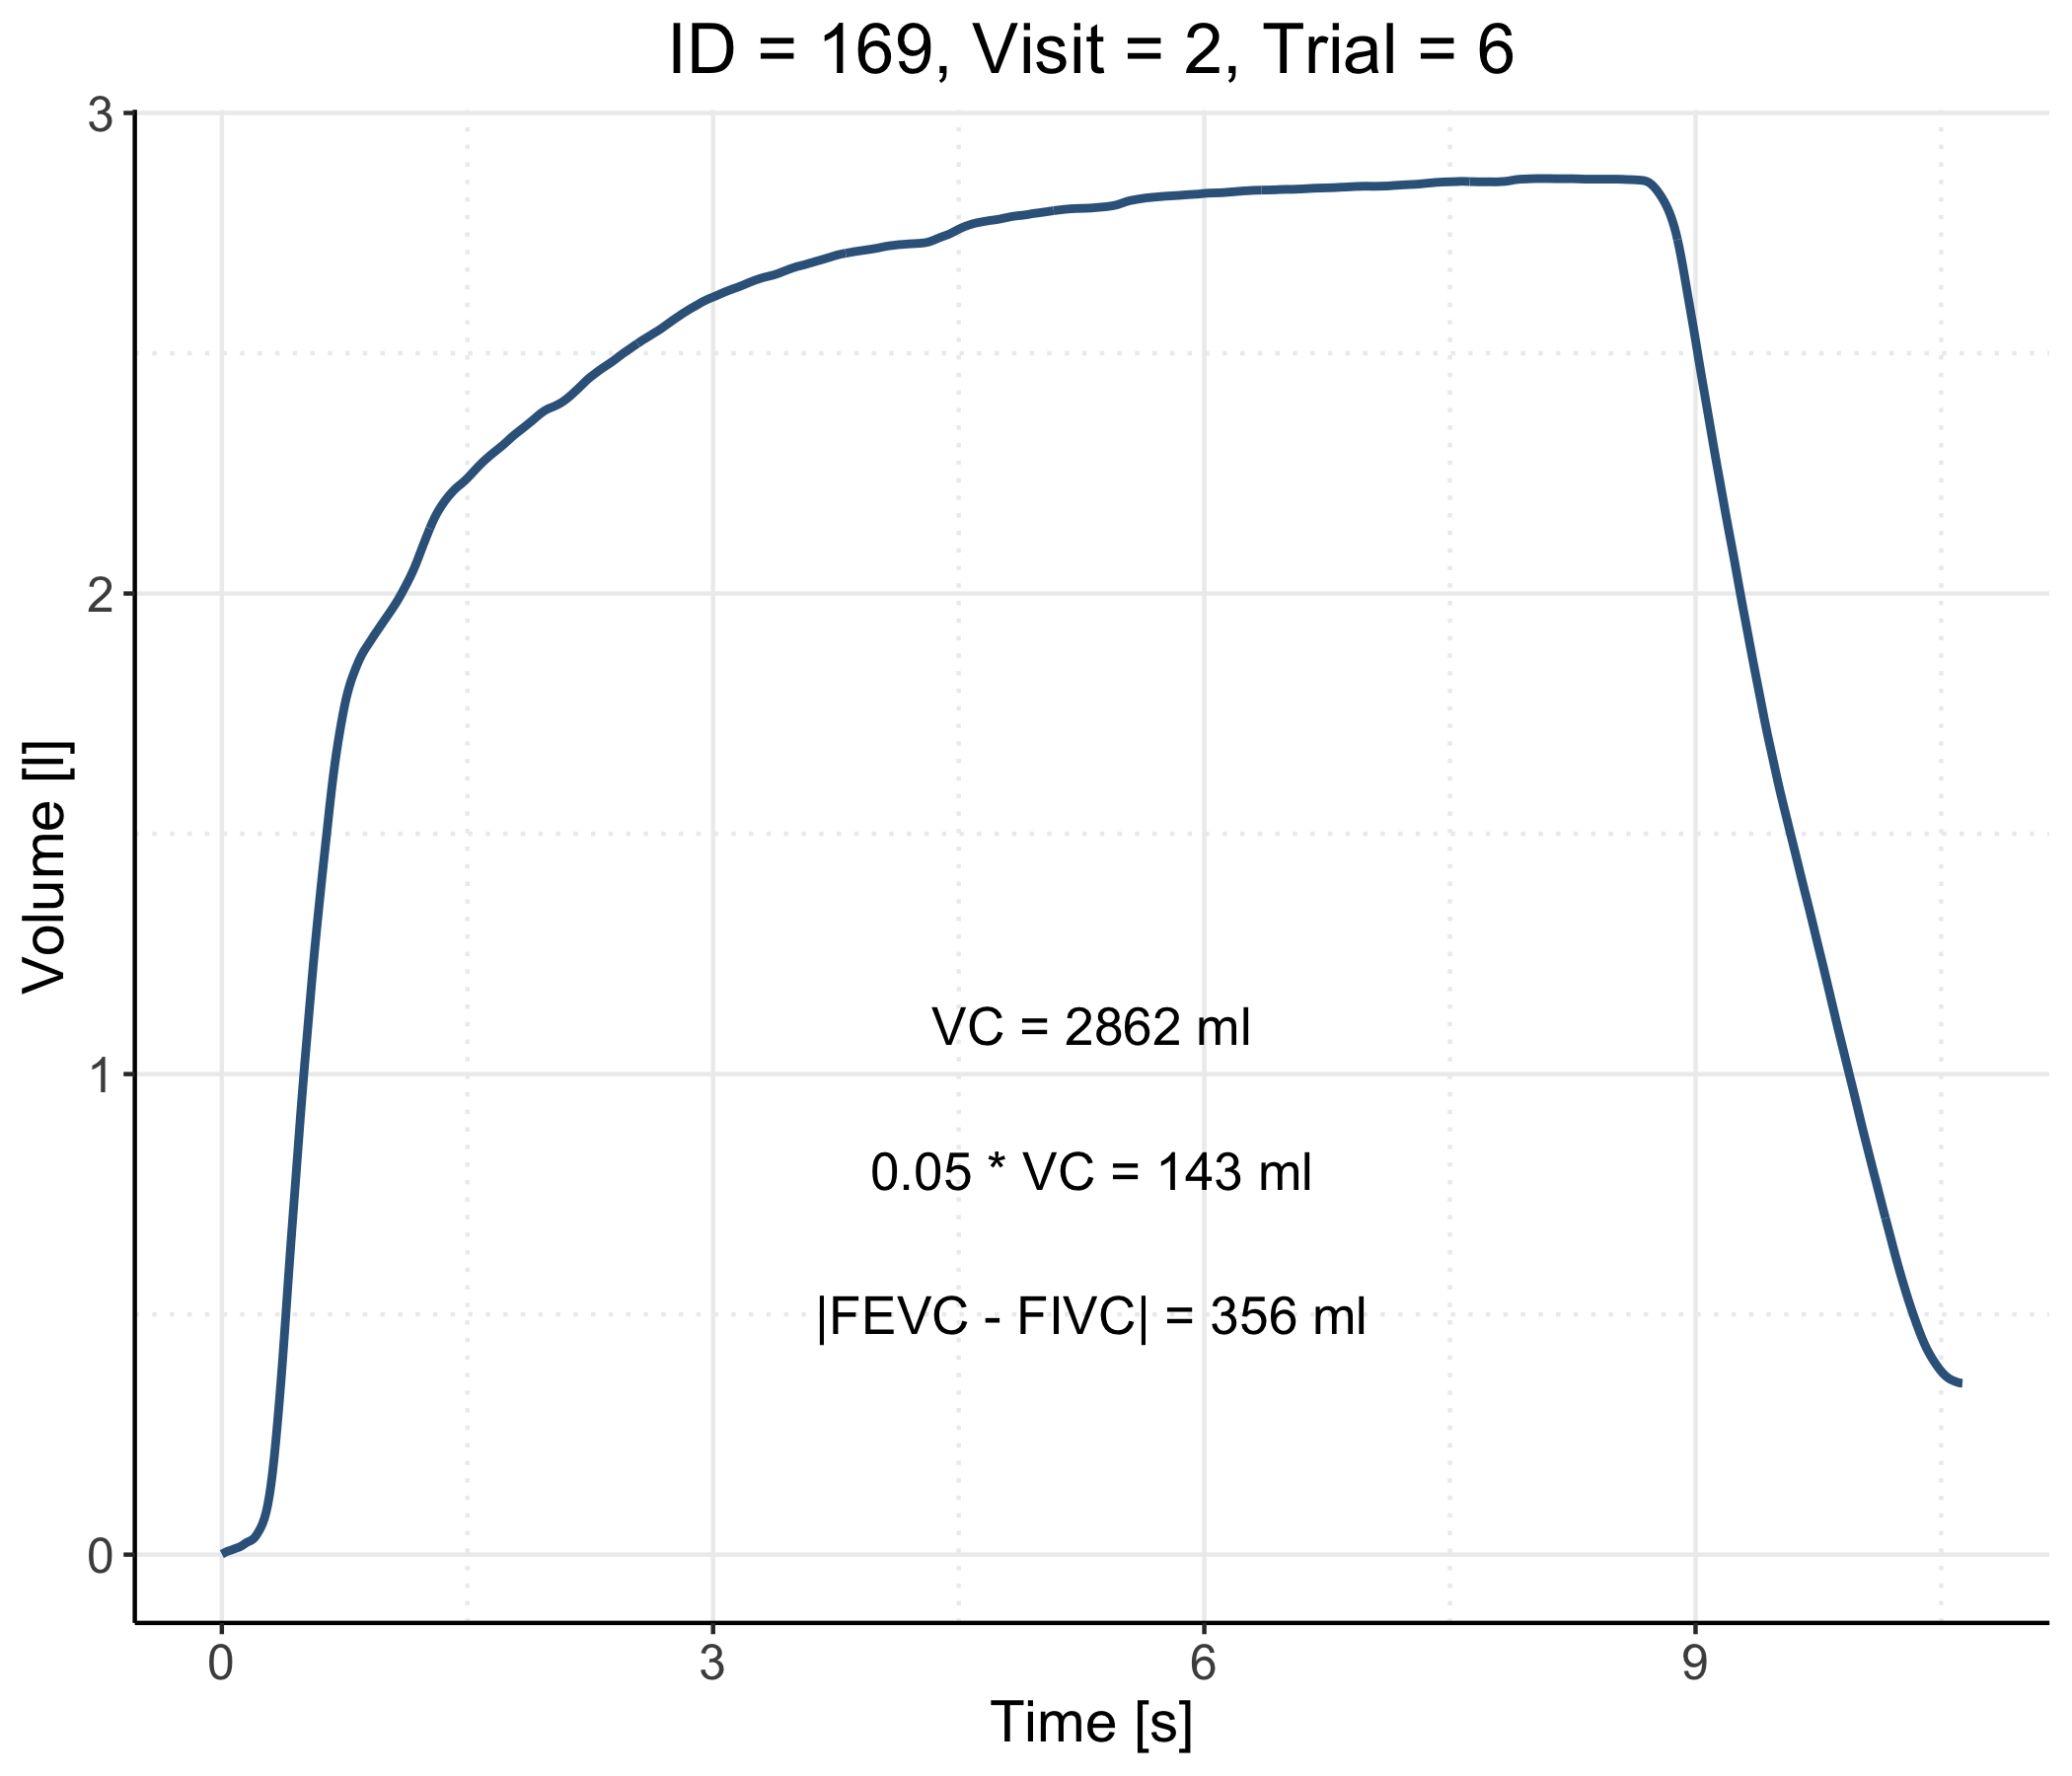 ID = 169, Visit = 2, Trial = 6
3
2
1
0
Volume [l]
VC = 2862 ml
0.05 * VC = 143 ml
|FEVC - FIVC| = 356 ml
0 3 6 9
Time [s]